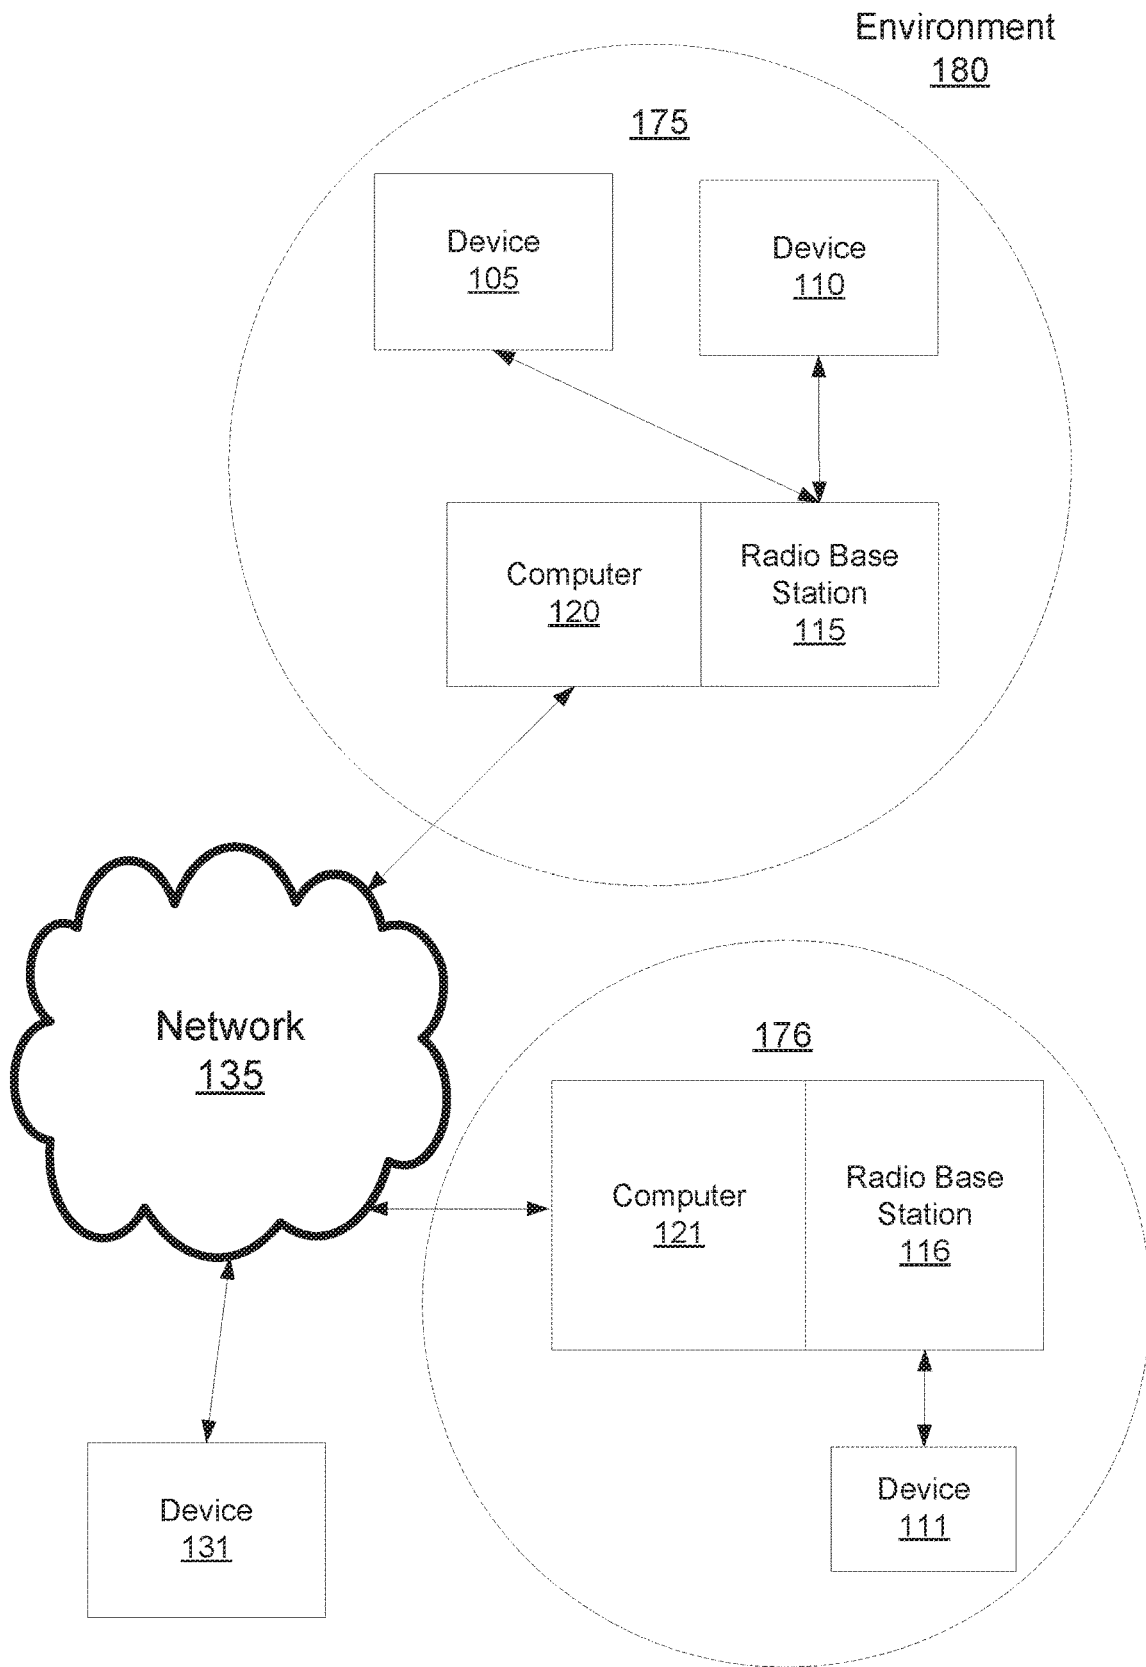 Environment
180
175
Device
105
Device
110
Computer
120
Radio Base
Station
115
Network
135
176
Computer
121
Radio Base
Station
116
Device
131
Device
111